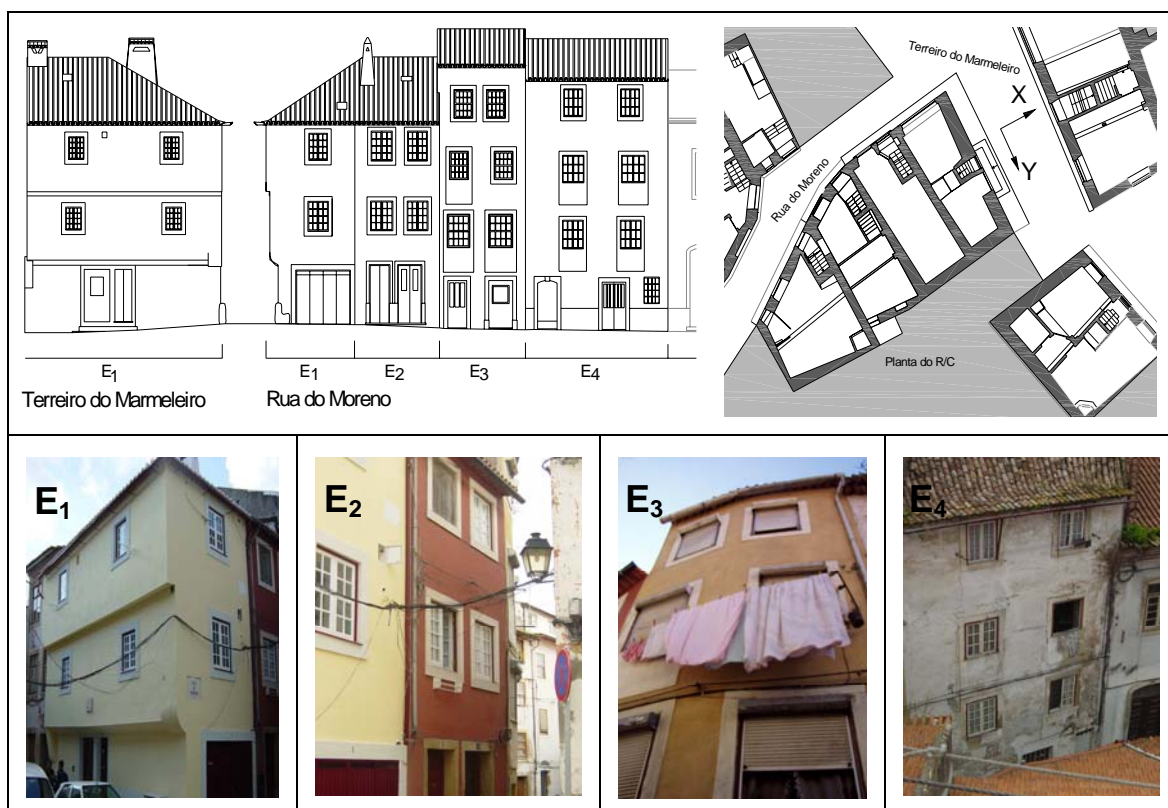 E₁
Terreiro do Marmeleiro
E₁ E₂ E₃ E₄
Rua do Moreno
Terreiro do Marmeleiro
X
Y
Rua do Moreno
Planta do R/C
E₁
E₂
E₃
E₄